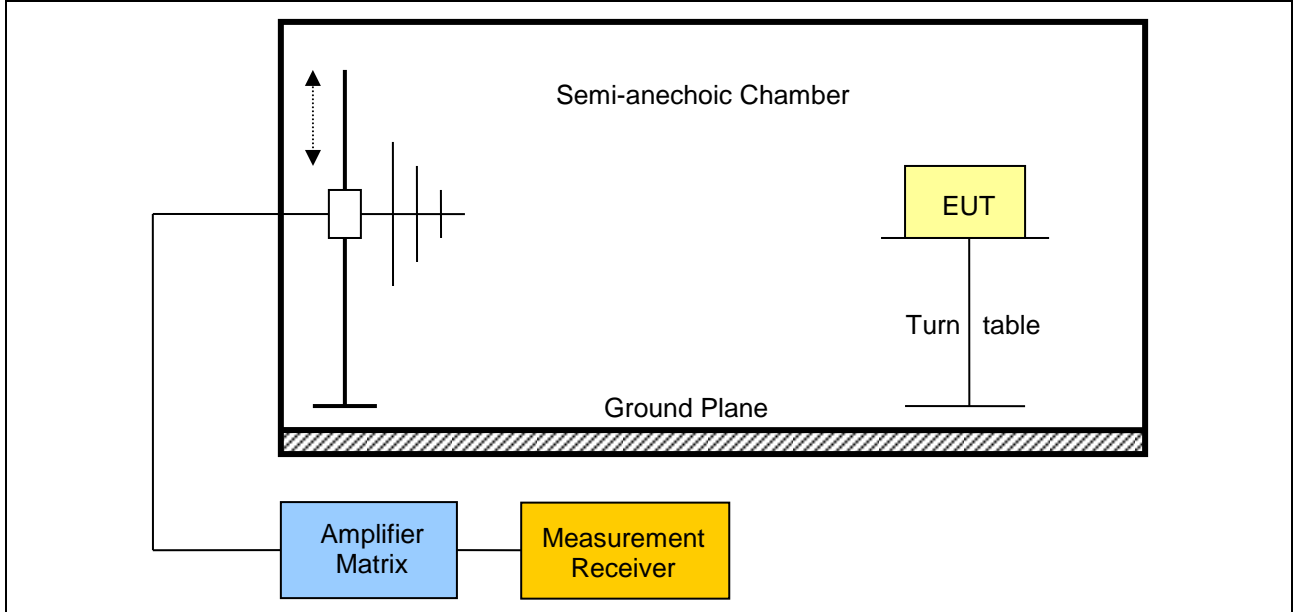 Semi-anechoic Chamber
EUT
Turn table
Ground Plane
Amplifier
Matrix
Measurement
Receiver